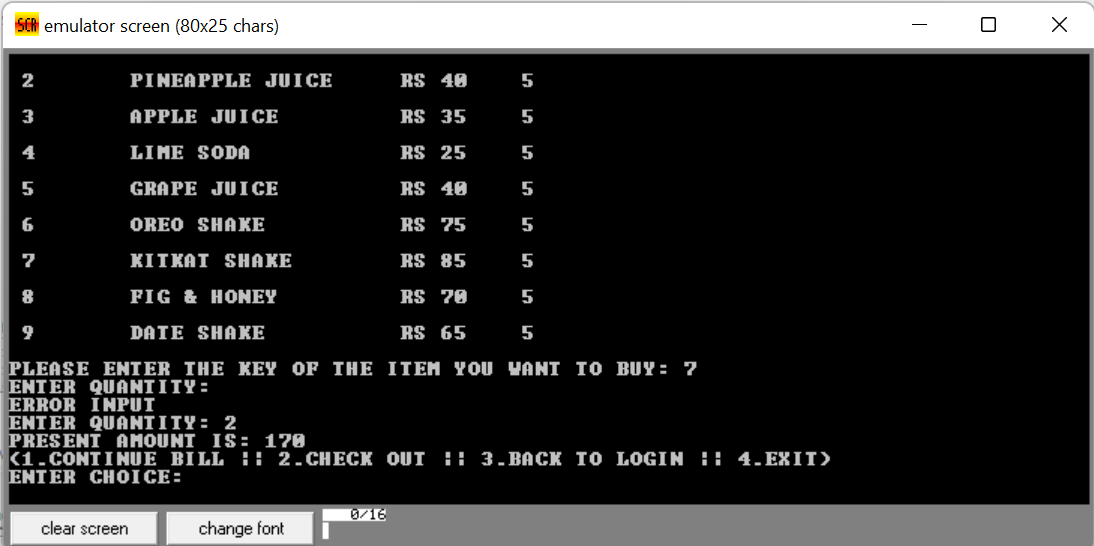 SCR emulator screen (80x25 chars)
2 PINEAPPLE JUICE RS 40 5
3 APPLE JUICE RS 35 5
4 LIME SODA RS 25 5
5 GRAPE JUICE RS 40 5
6 OREO SHAKE RS 75 5
7 KITKAT SHAKE RS 85 5
8 FIG & HONEY RS 70 5
9 DATE SHAKE RS 65 5
PLEASE ENTER THE KEY OF THE ITEM YOU WANT TO BUY: 7
ENTER QUANTITY:
ERROR INPUT
ENTER QUANTITY: 2
PRESENT AMOUNT IS: 170
<1.CONTINUE BILL :: 2.CHECK OUT :: 3.BACK TO LOGIN :: 4.EXIT>
ENTER CHOICE:
clear screen change font 0/16